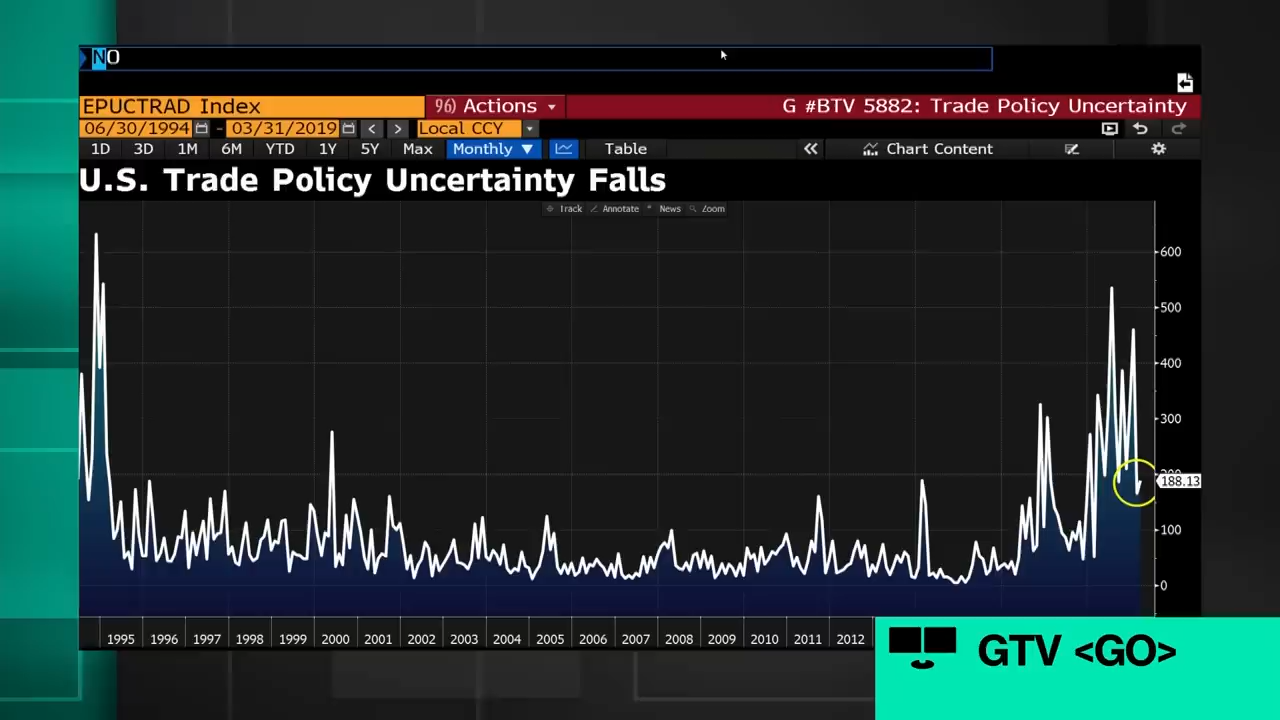 NO
EPUCTRAD Index 96) Actions G #BTV 5882: Trade Policy Uncertainty
06/30/1994 - 03/31/2019 < > Local CCY
1D 3D 1M 6M YTD 1Y 5Y Max Monthly ▼ Table « Chart Content
U.S. Trade Policy Uncertainty Falls
Track Annotate News Zoom
600
500
400
300
200
188.13
100
0
1995 1996 1997 1998 1999 2000 2001 2002 2003 2004 2005 2006 2007 2008 2009 2010 2011 2012
GTV <GO>